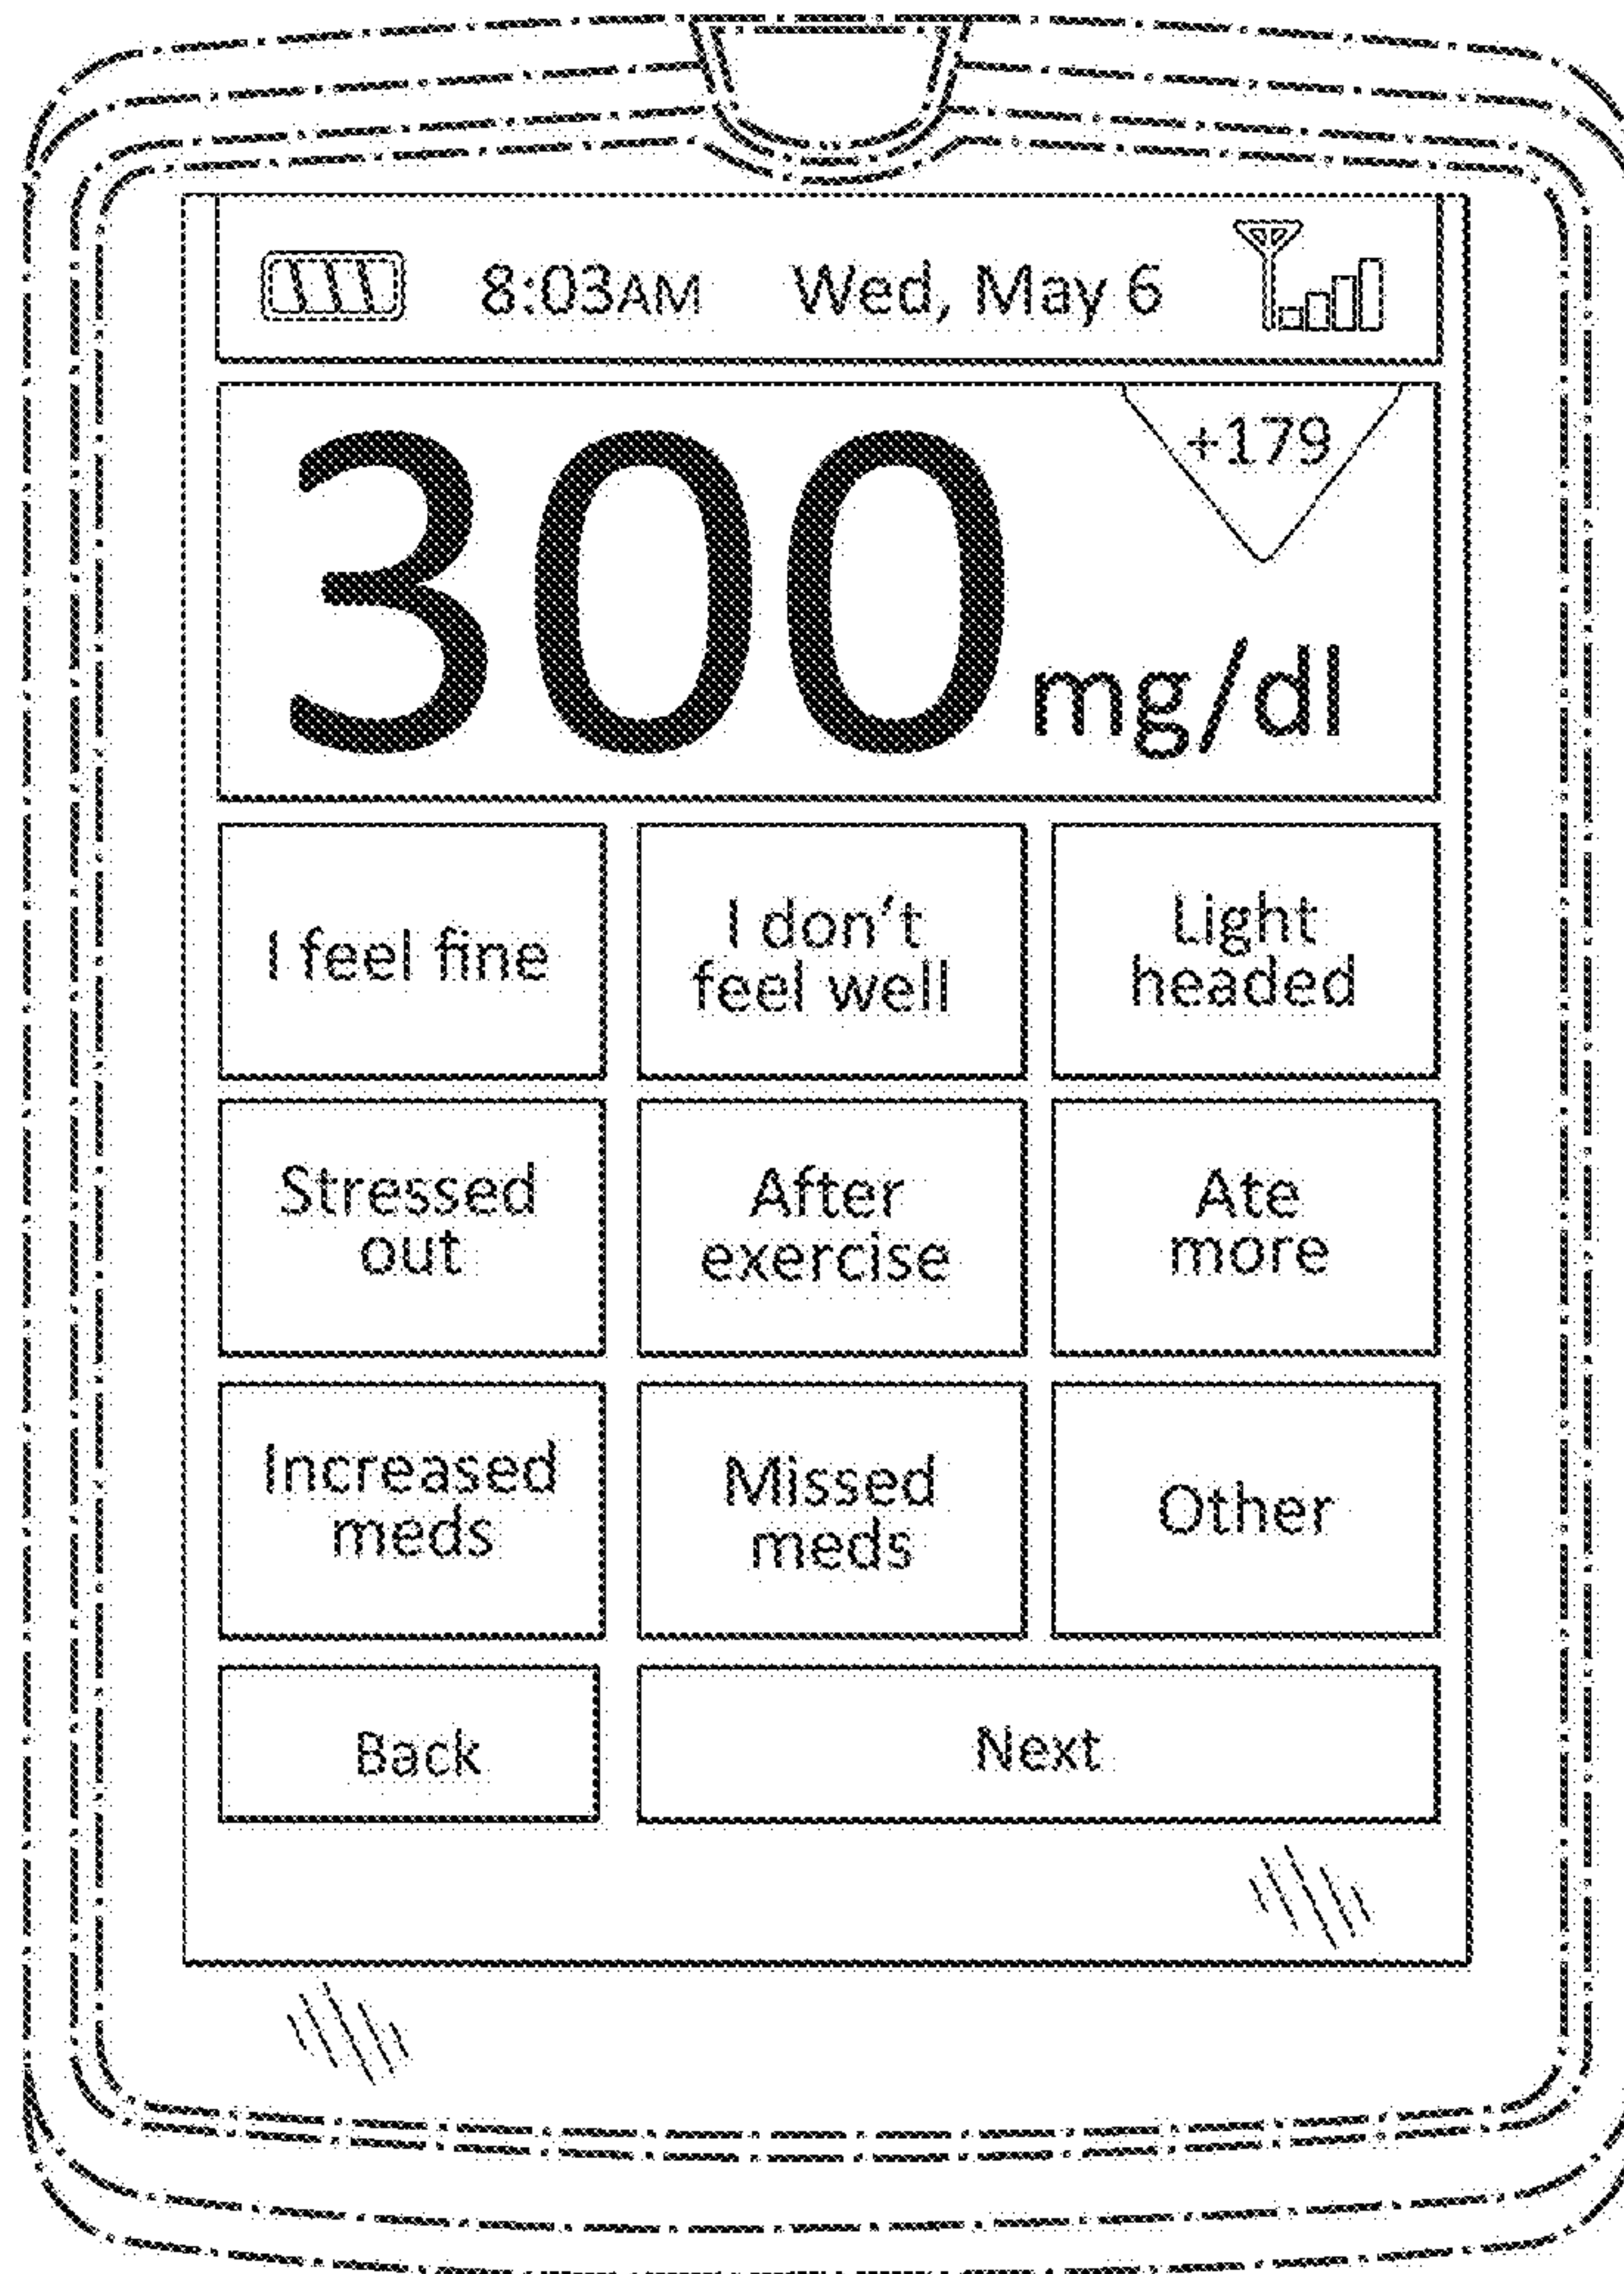 8:03AM Wed, May 6
+179
300 mg/dl
I feel fine
I don't
feel well
Light
headed
Stressed
out
After
exercise
Ate
more
Increased
meds
Missed
meds
Other
Back
Next